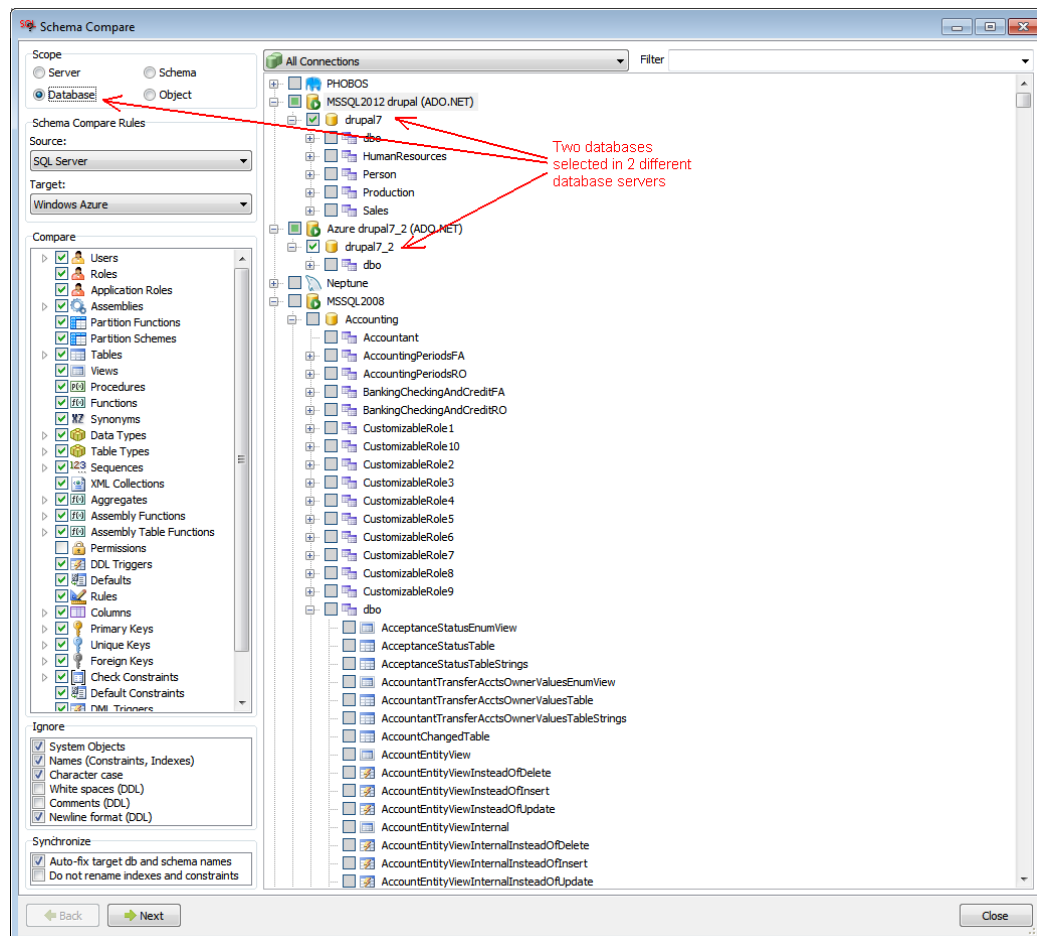 Schema Compare
Scope
Server
Schema
Database
Object
Schema Compare Rules
Source:
SQL Server
Target:
Windows Azure
Compare
Users
Roles
Application Roles
Assemblies
Partition Functions
Partition Schemes
Tables
Views
Procedures
Functions
Synonyms
Data Types
Table Types
Sequences
XML Collections
Aggregates
Assembly Functions
Assembly Table Functions
Permissions
DDL Triggers
Defaults
Rules
Columns
Primary Keys
Unique Keys
Foreign Keys
Check Constraints
Default Constraints
DML Triggers
Ignore
System Objects
Names (Constraints, Indexes)
Character case
White spaces (DDL)
Comments (DDL)
Newline format (DDL)
Synchronize
Auto-fix target db and schema names
Do not rename indexes and constraints
All Connections
Filter
PHOBOS
MSSQL2012 drupal (ADO.NET)
drupal7
dbo
HumanResources
Person
Production
Sales
Azure drupal7_2 (ADO.NET)
drupal7_2
dbo
Neptune
MSSQL2008
Accounting
Accountant
AccountingPeriodsFA
AccountingPeriodsRO
BankingCheckingAndCreditFA
BankingCheckingAndCreditRO
CustomizableRole1
CustomizableRole10
CustomizableRole2
CustomizableRole3
CustomizableRole4
CustomizableRole5
CustomizableRole6
CustomizableRole7
CustomizableRole8
CustomizableRole9
dbo
AcceptanceStatusEnumView
AcceptanceStatusTable
AcceptanceStatusTableStrings
AccountantTransferAcctsOwnerValuesEnumView
AccountantTransferAcctsOwnerValuesTable
AccountantTransferAcctsOwnerValuesTableStrings
AccountChangedTable
AccountEntityView
AccountEntityViewInsteadOfDelete
AccountEntityViewInsteadOfInsert
AccountEntityViewInsteadOfUpdate
AccountEntityViewInternal
AccountEntityViewInternalInsteadOfDelete
AccountEntityViewInternalInsteadOfInsert
AccountEntityViewInternalInsteadOfUpdate
Two databases
selected in 2 different
database servers
Back
Next
Close